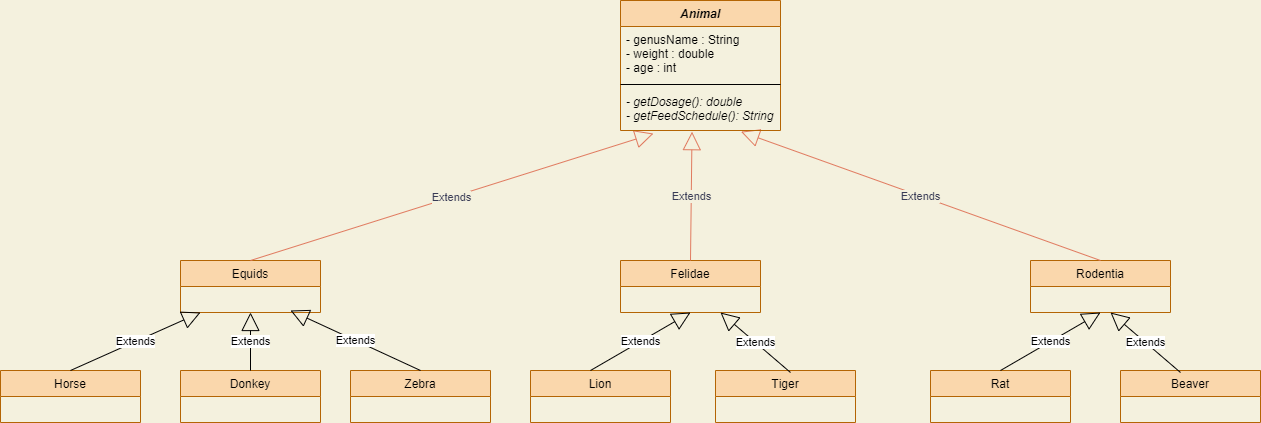 Animal
- genusName : String
- weight : double
- age : int
- getDosage(): double
- getFeedSchedule(): String
Extends
Extends
Extends
Equids
Felidae
Rodentia
Extends
Extends
Extends
Extends
Extends
Extends
Extends
Horse
Donkey
Zebra
Lion
Tiger
Rat
Beaver